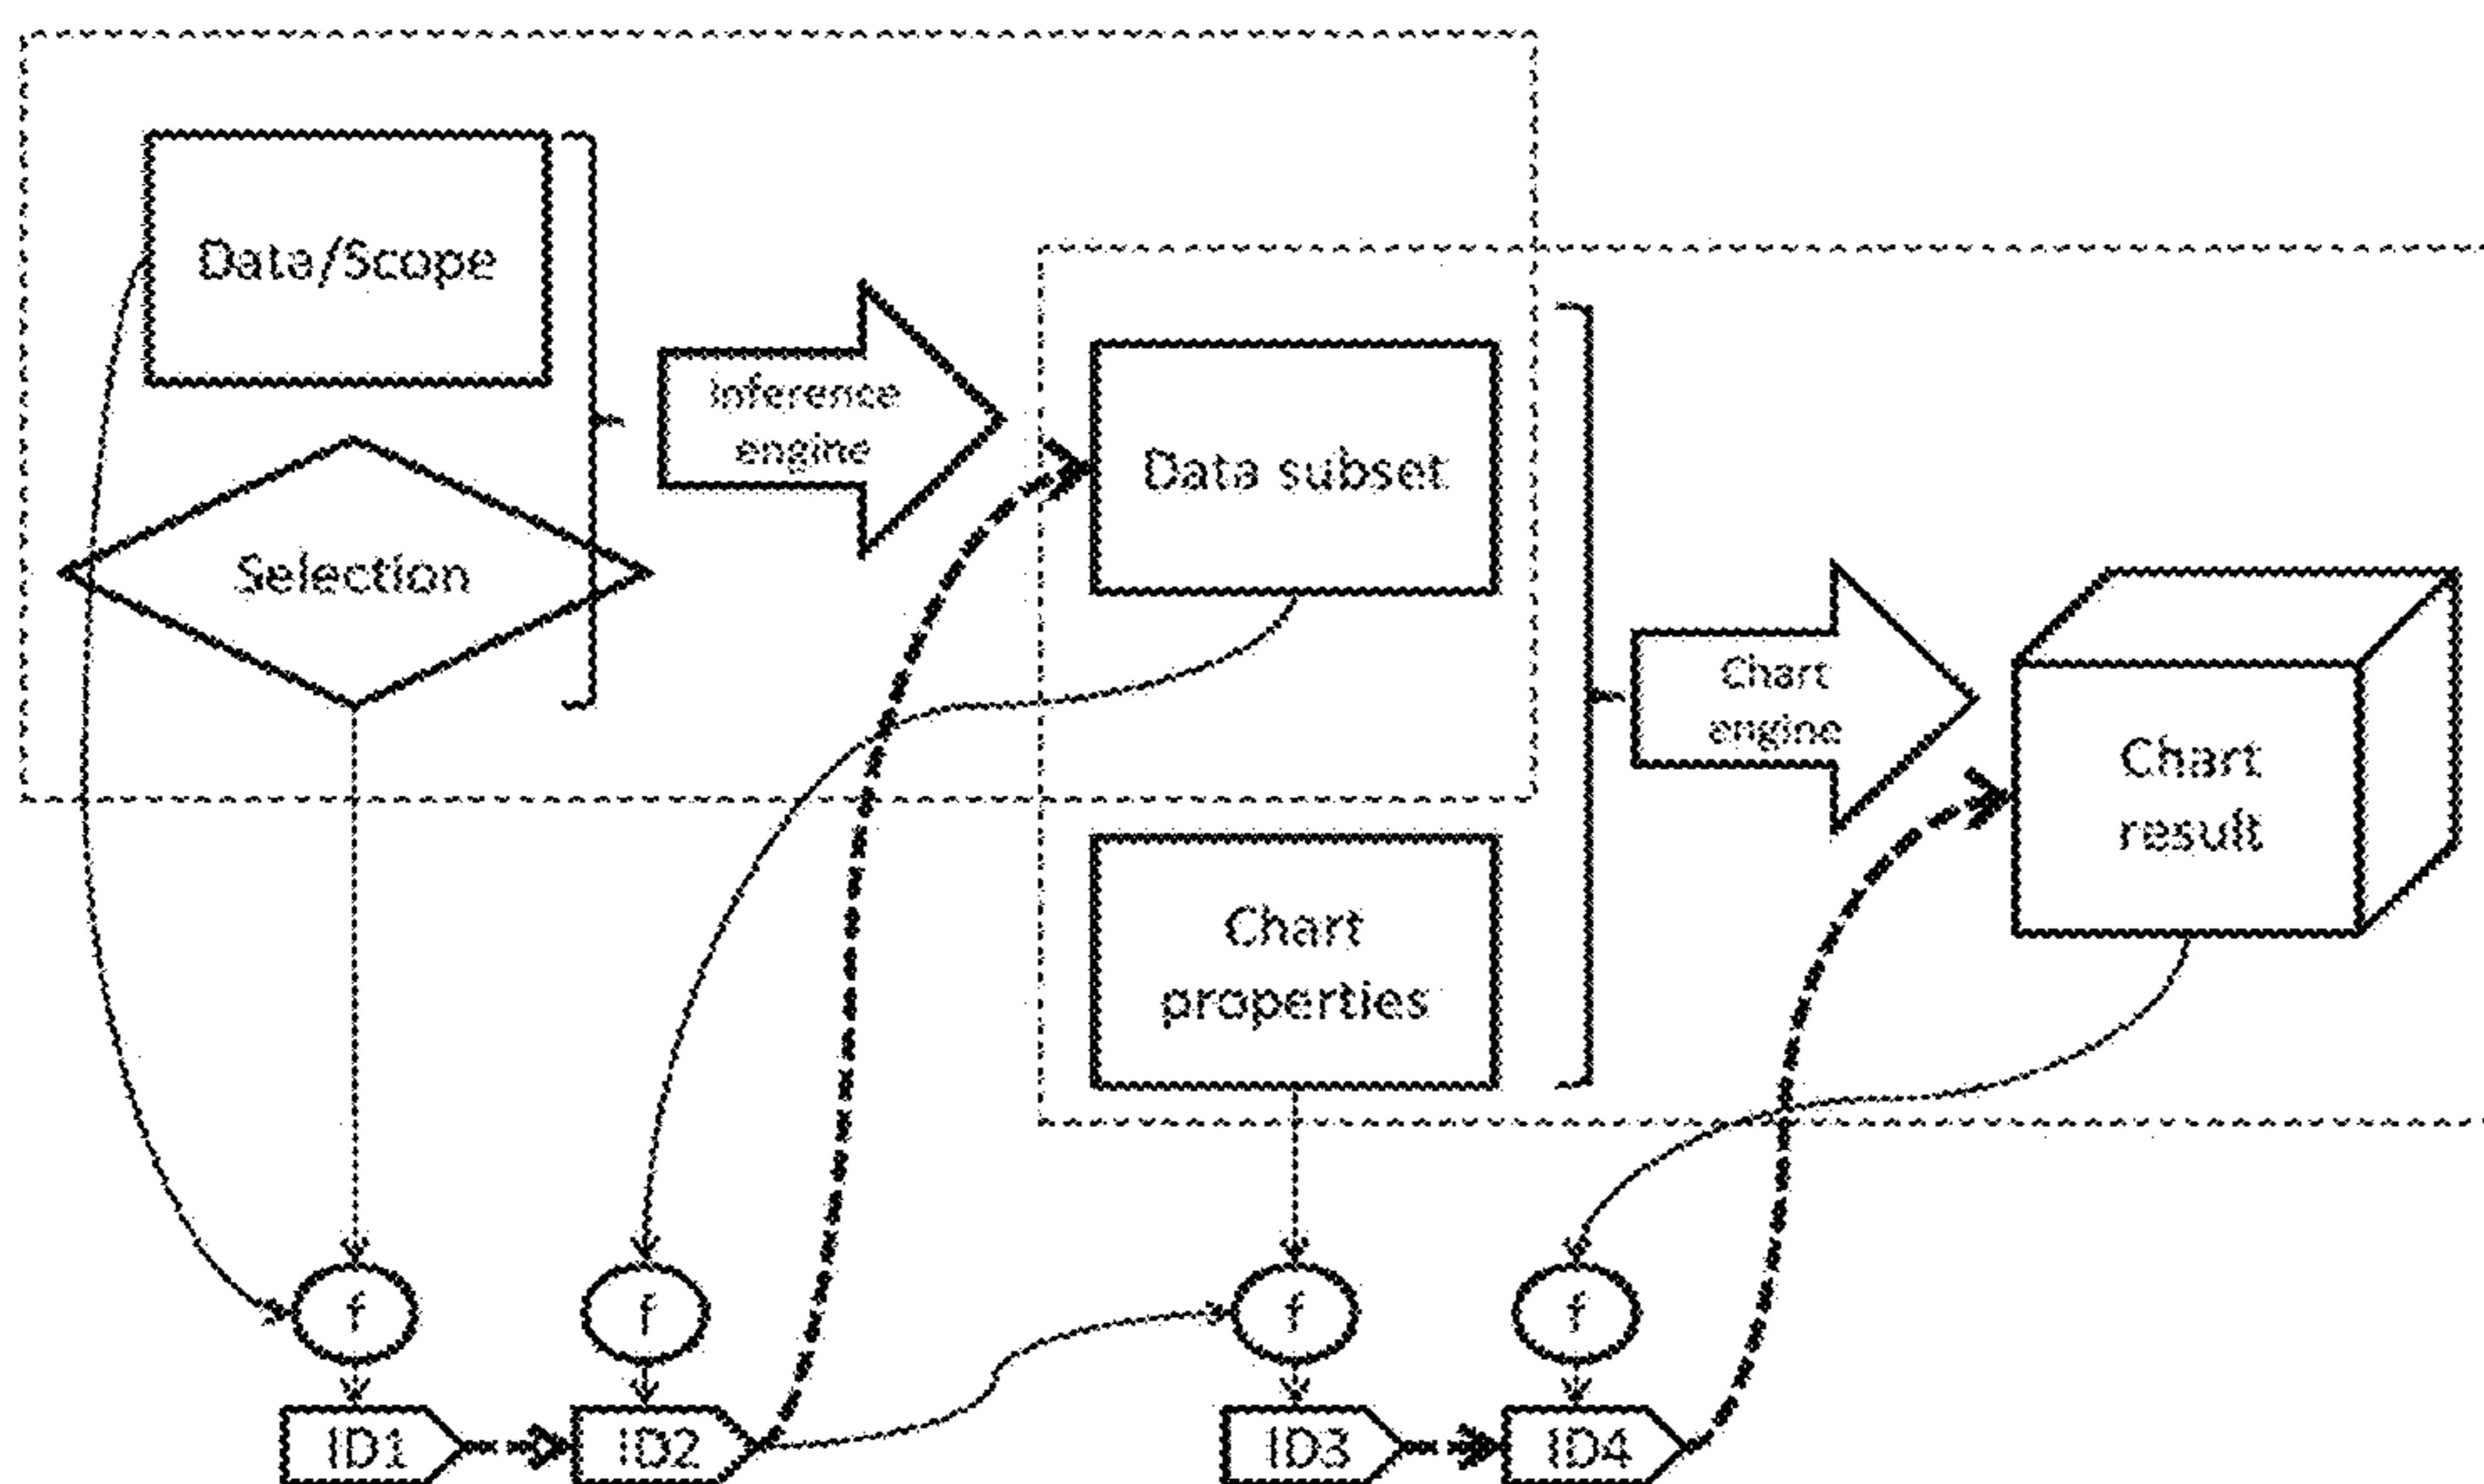 Data/Scope
Inference
engine
Data subset
Selection
Chart
engine
Chart
result
Chart
properties
f
f
f
f
ID1
ID2
ID3
ID4